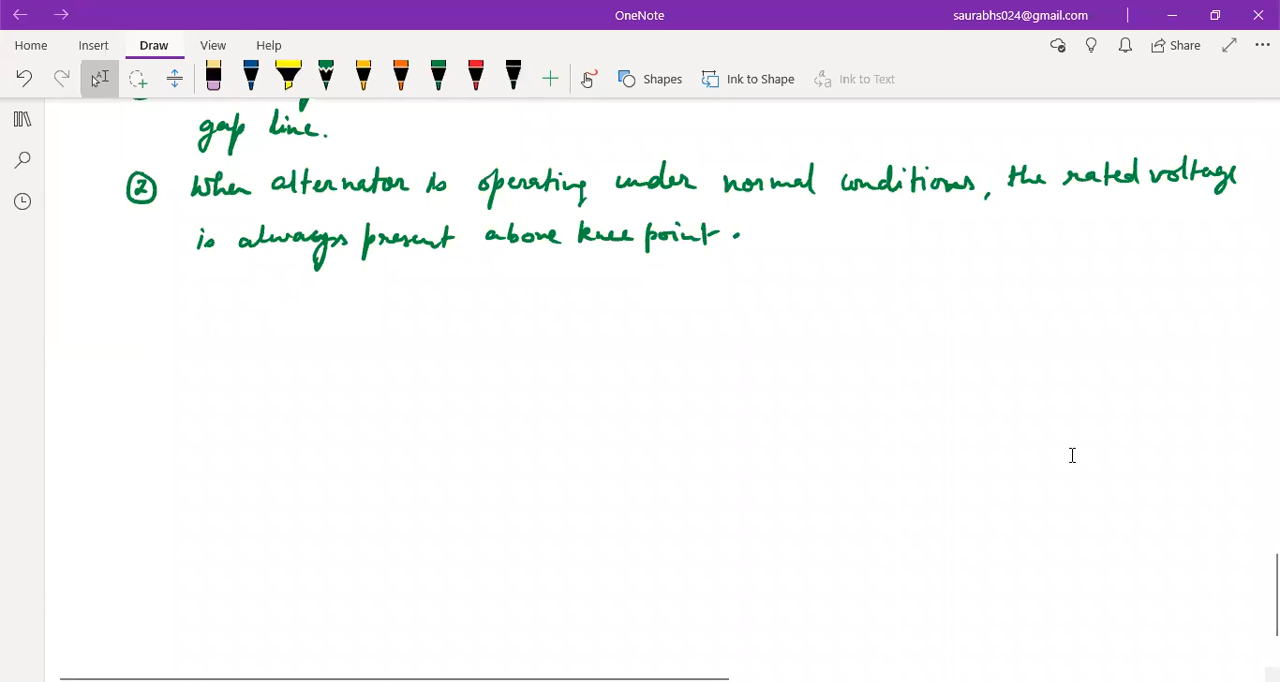 OneNote
saurabhs024@gmail.com
Home
Insert
Draw
View
Help
Share
Shapes
Ink to Shape
Ink to Text
gap line.
② When alternator is operating under normal conditions, the rated voltage
is always present above knee point.